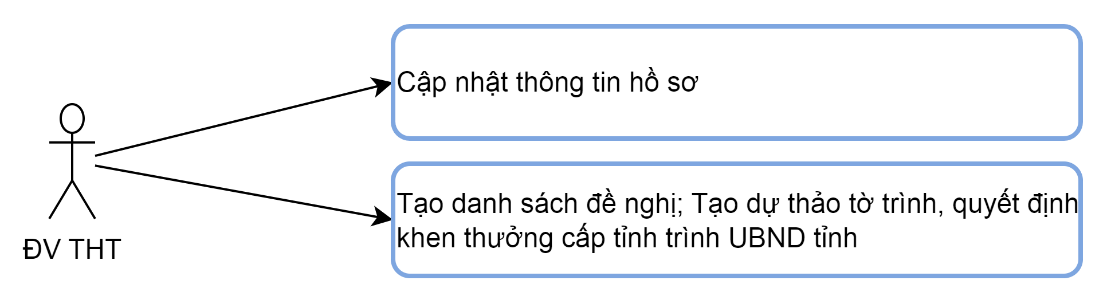 Cập nhật thông tin hồ sơ
Tạo danh sách đề nghị; Tạo dự thảo tờ trình, quyết định
khen thưởng cấp tỉnh trình UBND tỉnh
ĐV THT